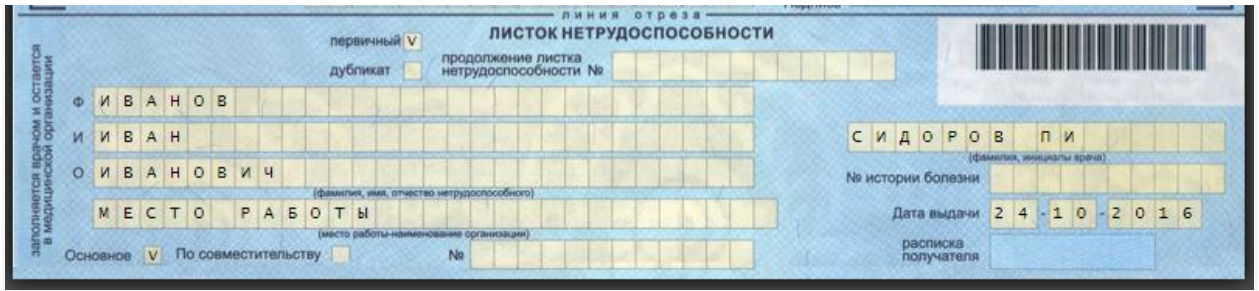 линия отреза
ЛИСТОК НЕТРУДОСПОСОБНОСТИ
первичный V
дубликат
продолжение листка
нетрудоспособности №
заполняется врачом и остается
в медицинской организации
Ф ИВАНОВ
И ИВАН
О ИВАНОВИЧ
(фамилия, имя, отчество нетрудоспособного)
МЕСТО РАБОТЫ
(место работы-наименование организации)
Основное V По совместительству №
СИДОРОВ ПИ
(фамилия, инициалы врача)
№ истории болезни
Дата выдачи 24-10-2016
расписка
получателя